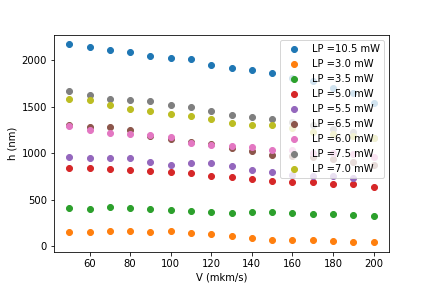 2000
1500
1000
500
0
h (nm)
60
80
100
120
140
160
180
200
V (mkm/s)
LP =10.5 mW
LP =3.0 mW
LP =3.5 mW
LP =5.0 mW
LP =5.5 mW
LP =6.5 mW
LP =6.0 mW
LP =7.5 mW
LP =7.0 mW